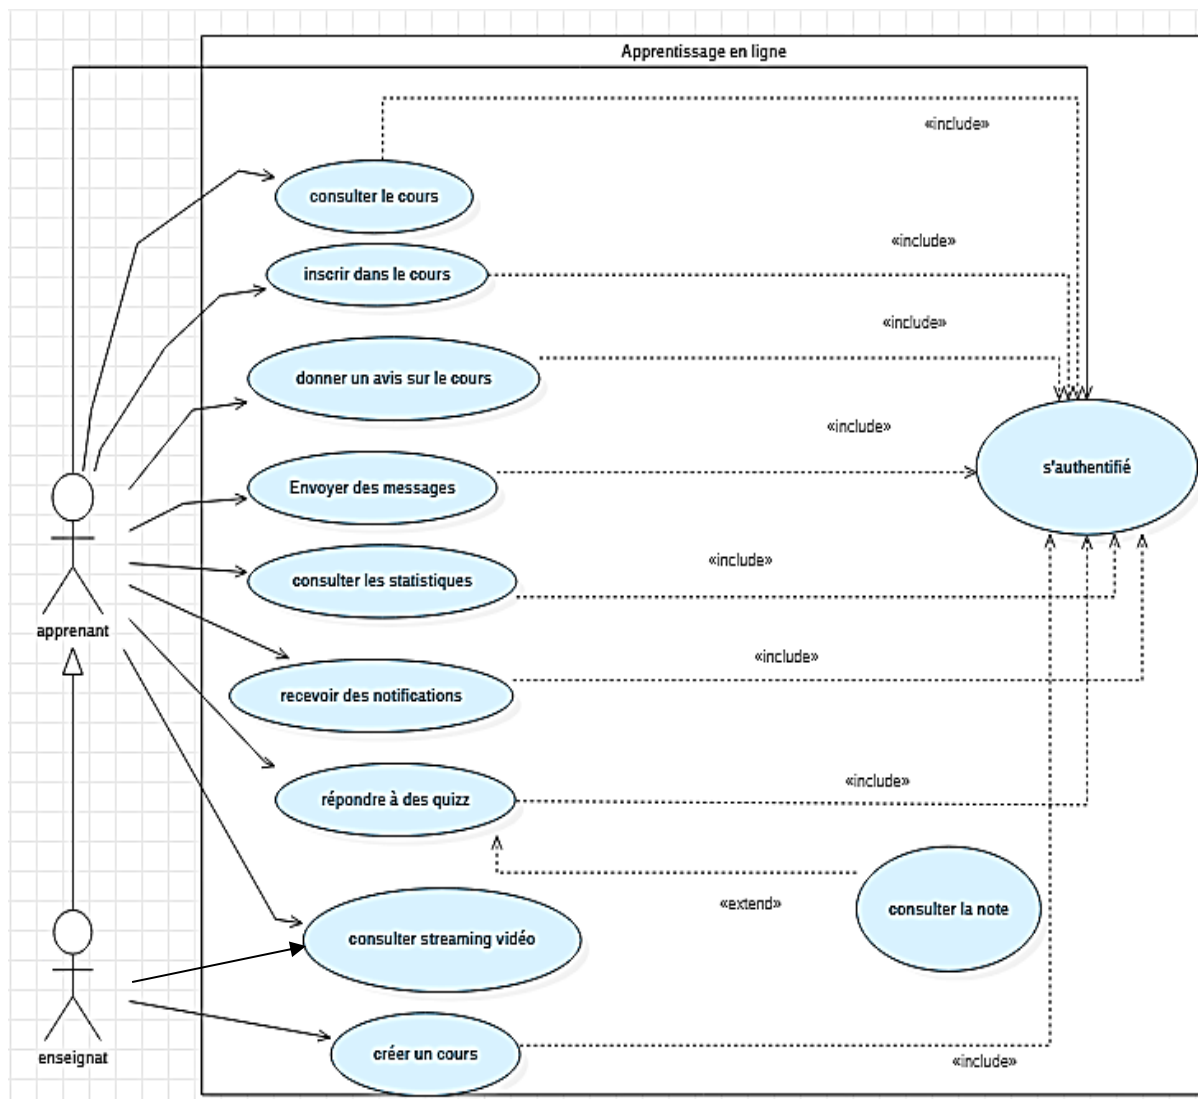 Apprentissage en ligne
«include»
consulter le cours
«include»
inscrir dans le cours
«include»
donner un avis sur le cours
«include»
s'authentifié
Envoyer des messages
«include»
consulter les statistiques
apprenant
«include»
recevoir des notifications
«include»
répondre à des quizz
«extend»
consulter la note
consulter streaming vidéo
enseignat
créer un cours
«include»